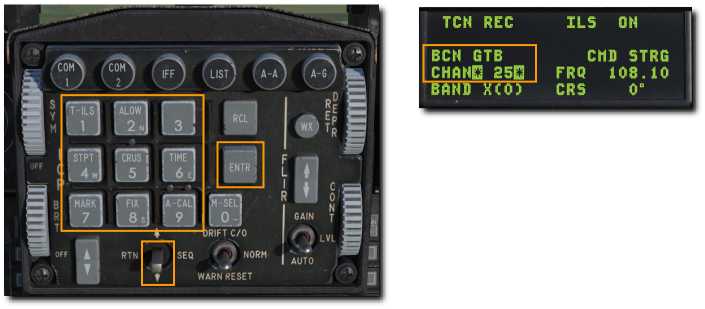 COM 1
COM 2
IFF
LIST
A-A
A-G
SYM
T-ILS 1
ALOW 2 N
3
RCL
RET
DEPR
WX
OFF
ICP
STPT 4 W
CRUS 5
TIME 6 E
ENTR
FLIR
BRT
MARK 7
FIX 8 S
A-CAL 9
M-SEL 0 -
CONT
GAIN
OFF
RTN
SEQ
DRIFT C/O
NORM
WARN RESET
LVL
AUTO
TCN REC ILS ON
BCN GTB CMD STRG
CHAN* 25* FRQ 108.10
BAND X(0) CRS 0°